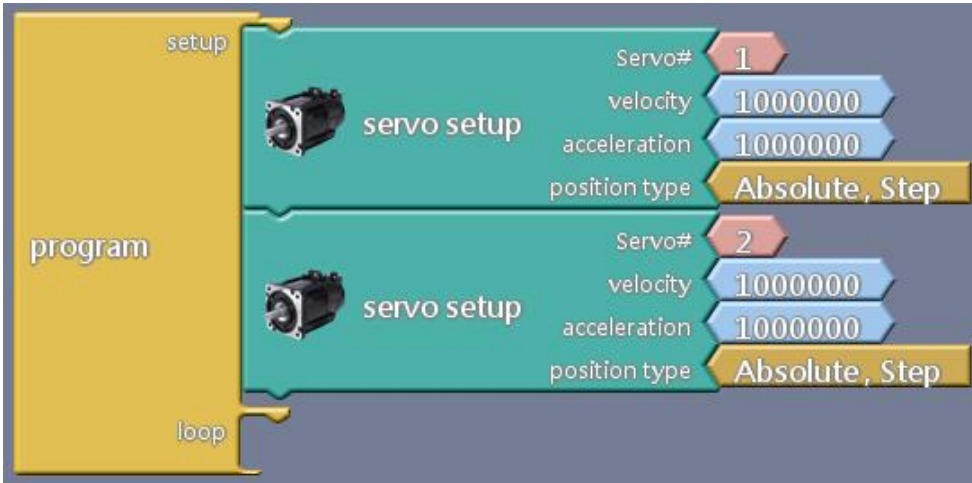 setup
Servo# 1
velocity 1000000
servo setup
acceleration 1000000
position type Absolute, Step
program
Servo# 2
velocity 1000000
servo setup
acceleration 1000000
position type Absolute, Step
loop